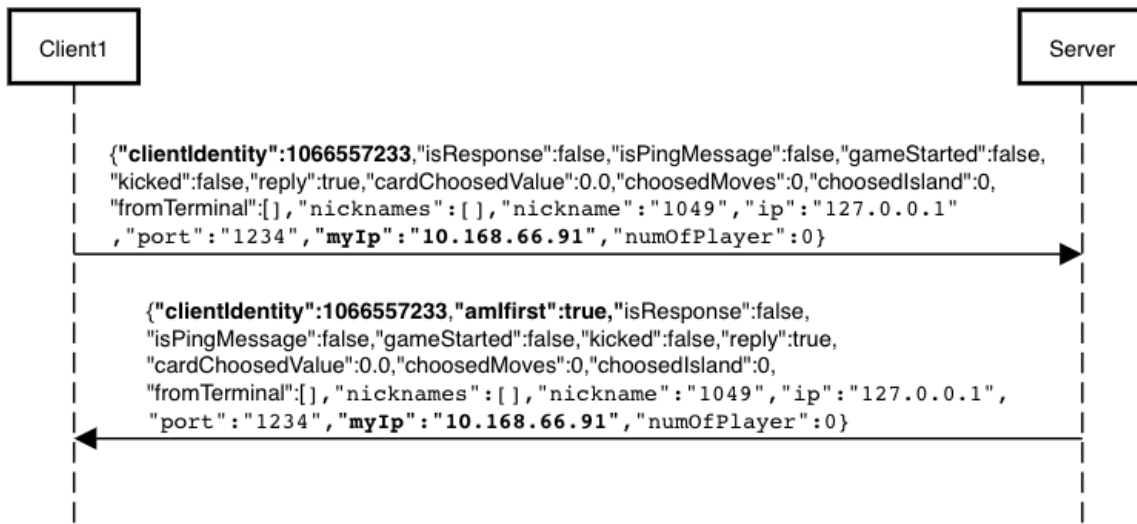 Client1
Server
{"clientIdentity":1066557233,"isResponse":false,"isPingMessage":false,"gameStarted":false,
"kicked":false,"reply":true,"cardChoosedValue":0.0,"choosedMoves":0,"choosedIsland":0,
"fromTerminal":[],"nicknames":[],"nickname":"1049","ip":"127.0.0.1"
,"port":"1234","myIp":"10.168.66.91","numOfPlayer":0}
{"clientIdentity":1066557233,"amIfirst":true,"isResponse":false,
"isPingMessage":false,"gameStarted":false,"kicked":false,"reply":true,
"cardChoosedValue":0.0,"choosedMoves":0,"choosedIsland":0,
"fromTerminal":[],"nicknames":[],"nickname":"1049","ip":"127.0.0.1",
"port":"1234","myIp":"10.168.66.91","numOfPlayer":0}